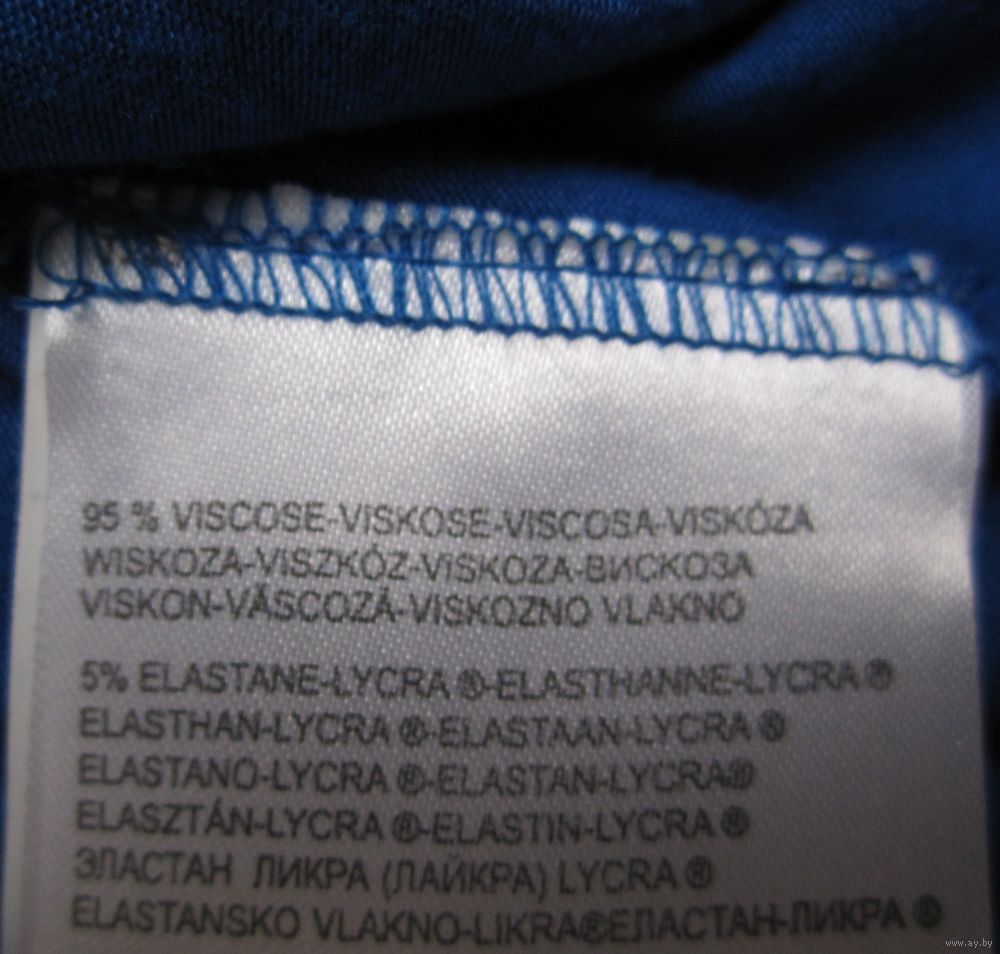 95 % VISCOSE-VISKOSE-VISCOSA-VISKÓZA
WISKOZA-VISZKÓZ-VISKOZA-ВИСКОЗА
VISKON-VĂSCOZĂ-VISKOZNO VLAKNO
5% ELASTANE-LYCRA ®-ELASTHANNE-LYCRA ®
ELASTHAN-LYCRA ®-ELASTAAN-LYCRA ®
ELASTANO-LYCRA ®-ELASTAN-LYCRA®
ELASZTÁN-LYCRA ®-ELASTIN-LYCRA ®
ЭЛАСТАН ЛИКРА (ЛАЙКРА) LYCRA ®
ELASTANSKO VLAKNO-LIKRA®ЕЛАСТАН-ЛИКРА ®
www.ay.by